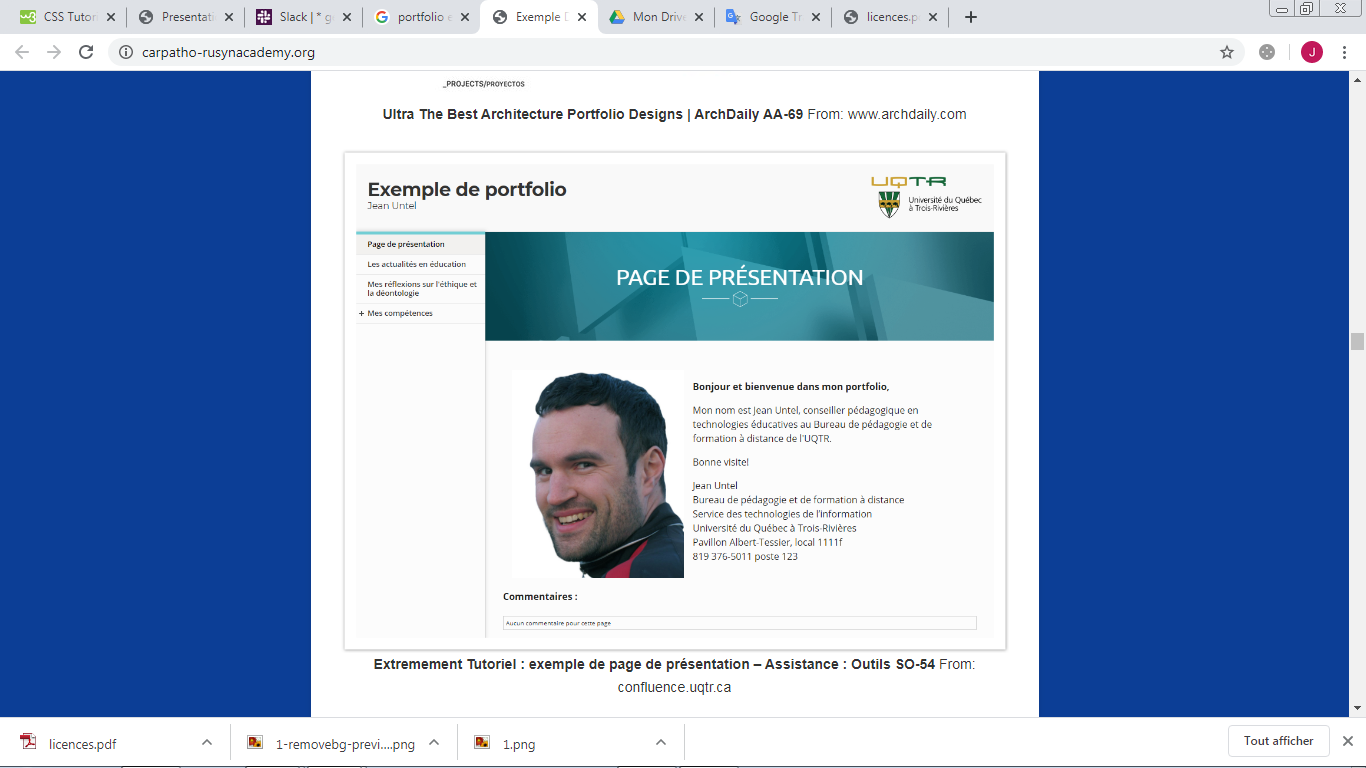 CSS Tutor
Presentati
Slack | * g
portfolio e
Exemple D
Mon Drive
Google Tr
licences.p
carpatho-rusynacademy.org
J
_PROJECTS/PROYECTOS
Ultra The Best Architecture Portfolio Designs | ArchDaily AA-69 From: www.archdaily.com
Exemple de portfolio
Jean Untel
UQTR
Université du Québec
à Trois-Rivières
Page de présentation
Les actualités en éducation
Mes réflexions sur l'éthique et
la déontologie
+ Mes compétences
PAGE DE PRÉSENTATION
Bonjour et bienvenue dans mon portfolio,
Mon nom est Jean Untel, conseiller pédagogique en
technologies éducatives au Bureau de pédagogie et de
formation à distance de l'UQTR.
Bonne visite!
Jean Untel
Bureau de pédagogie et de formation à distance
Service des technologies de l'information
Université du Québec à Trois-Rivières
Pavillon Albert-Tessier, local 1111f
819 376-5011 poste 123
Commentaires :
Aucun commentaire pour cette page
Extremement Tutoriel : exemple de page de présentation – Assistance : Outils SO-54 From:
confluence.uqtr.ca
licences.pdf
1-removebg-previ....png
1.png
Tout afficher